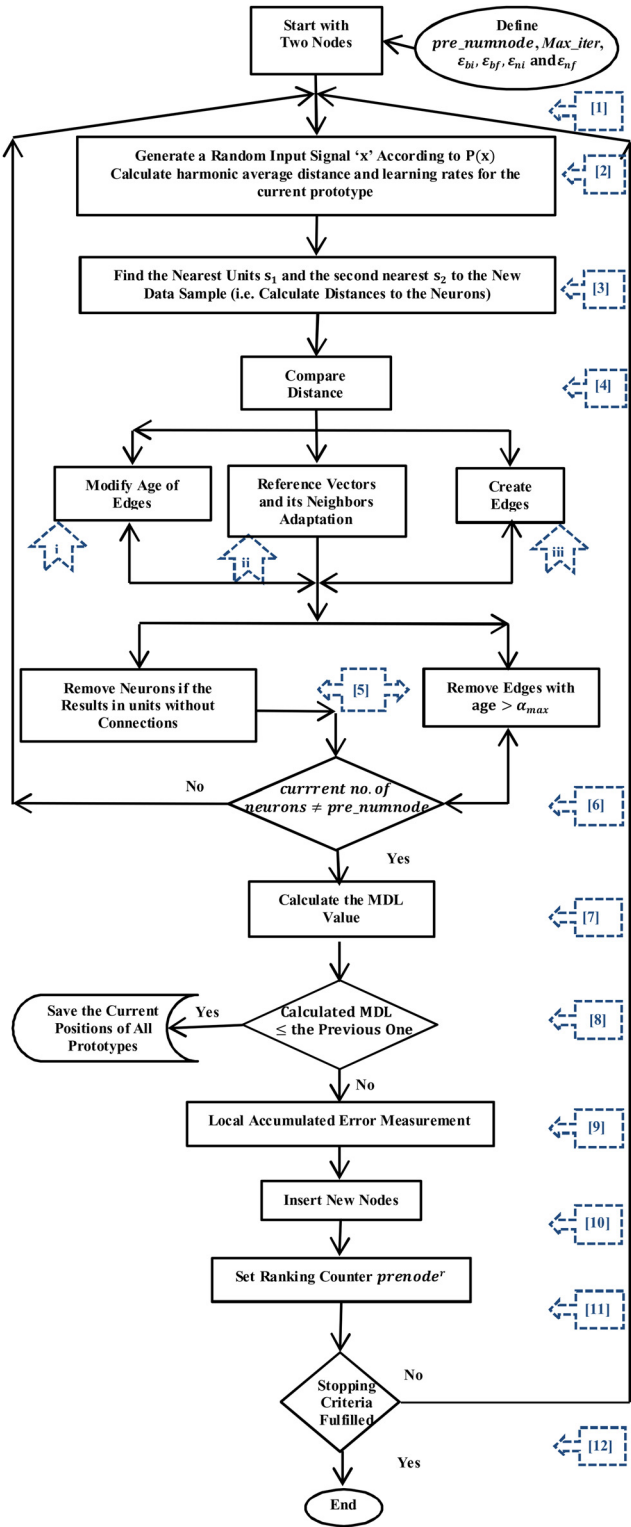 Start with
Two Nodes
Define
pre_numnode, Max_iter,
ε_bi, ε_bf, ε_ni and ε_nf
[1]
Generate a Random Input Signal ‘x’ According to P(x)
Calculate harmonic average distance and learning rates for the
current prototype
[2]
Find the Nearest Units s₁ and the second nearest s₂ to the New
Data Sample (i.e. Calculate Distances to the Neurons)
[3]
Compare
Distance
[4]
Modify Age of
Edges
Reference Vectors
and its Neighbors
Adaptation
Create
Edges
i
ii
iii
Remove Neurons if the
Results in units without
Connections
[5]
Remove Edges with
age > α_max
No
currrent no. of
neurons ≠ pre_numnode
[6]
Yes
Calculate the MDL
Value
[7]
Save the Current
Positions of All
Prototypes
Yes
Calculated MDL
≤ the Previous One
[8]
No
Local Accumulated Error Measurement
[9]
Insert New Nodes
[10]
Set Ranking Counter prenodeʳ
[11]
Stopping
Criteria
Fulfilled
No
[12]
Yes
End